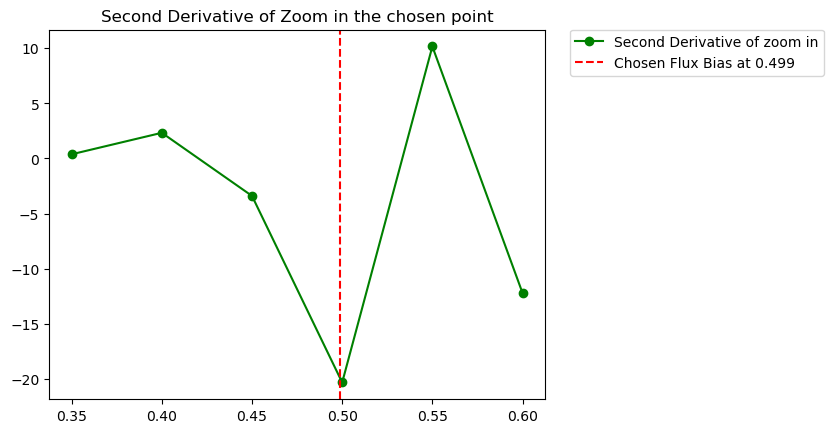 Second Derivative of Zoom in the chosen point
Second Derivative of zoom in
Chosen Flux Bias at 0.499
10
5
0
−5
−10
−15
−20
0.35 0.40 0.45 0.50 0.55 0.60